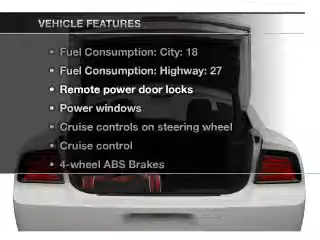 VEHICLE FEATURES
• Fuel Consumption: City: 18
• Fuel Consumption: Highway: 27
• Remote power door locks
• Power windows
• Cruise controls on steering wheel
• Cruise control
• 4-wheel ABS Brakes